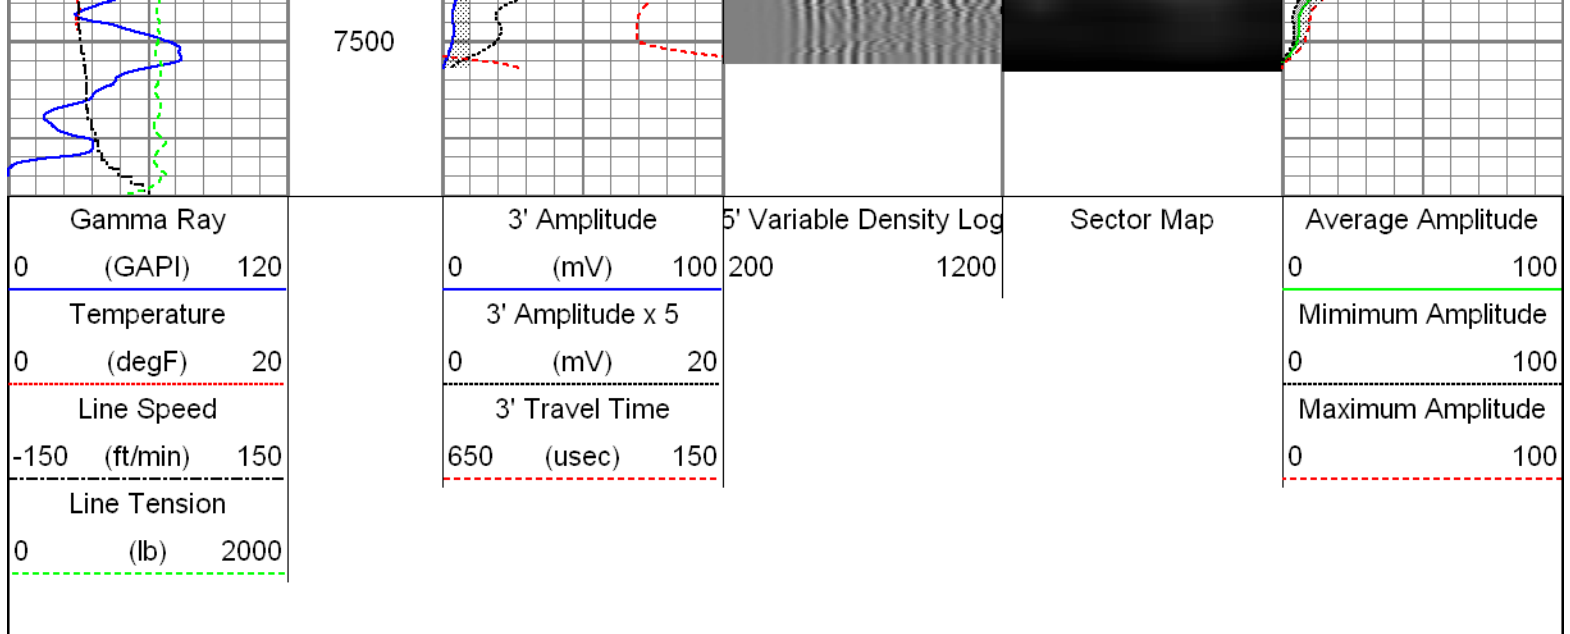 7500
Gamma Ray
0 (GAPI) 120
Temperature
0 (degF) 20
Line Speed
-150 (ft/min) 150
Line Tension
0 (lb) 2000
3' Amplitude
0 (mV) 100
3' Amplitude x 5
0 (mV) 20
3' Travel Time
650 (usec) 150
5' Variable Density Log
200 1200
Sector Map
Average Amplitude
0 100
Mimimum Amplitude
0 100
Maximum Amplitude
0 100